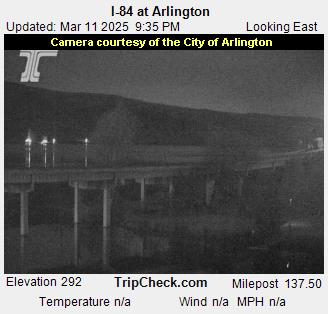 I-84 at Arlington
Updated: Mar 11 2025 9:35 PM Looking East
Camera courtesy of the City of Arlington
Elevation 292 TripCheck.com Milepost 137.50
Temperature n/a Wind n/a MPH n/a